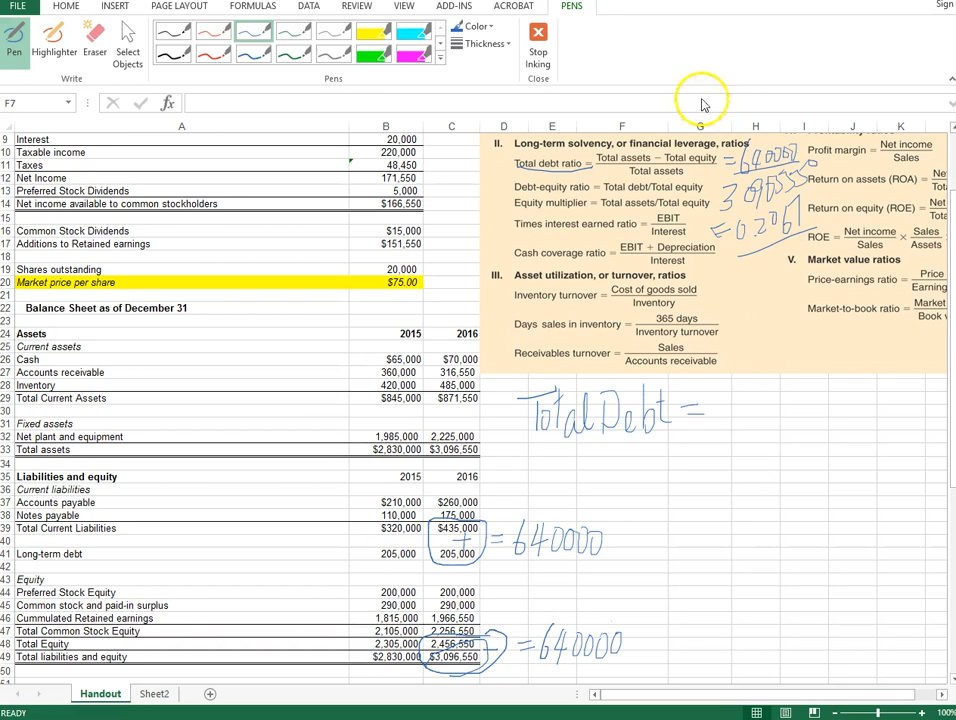 FILE HOME INSERT PAGE LAYOUT FORMULAS DATA REVIEW VIEW ADD-INS ACROBAT PENS Sign
Pen Highlighter Eraser Select Objects Color Thickness Stop Inking
Write Pens Close
F7 fx
A B C D E F G H I J K
9 Interest 20,000
10 Taxable income 220,000
11 Taxes 48,450
12 Net Income 171,550
13 Preferred Stock Dividends 5,000
14 Net income available to common stockholders $166,550
15
16 Common Stock Dividends $15,000
17 Additions to Retained earnings $151,550
18
19 Shares outstanding 20,000
20 Market price per share $75.00
21
22 Balance Sheet as of December 31
23
24 Assets 2015 2016
25 Current assets
26 Cash $65,000 $70,000
27 Accounts receivable 360,000 316,550
28 Inventory 420,000 485,000
29 Total Current Assets $845,000 $871,550
30
31 Fixed assets
32 Net plant and equipment 1,985,000 2,225,000
33 Total assets $2,830,000 $3,096,550
34
35 Liabilities and equity 2015 2016
36 Current liabilities
37 Accounts payable $210,000 $260,000
38 Notes payable 110,000 175,000
39 Total Current Liabilities $320,000 $435,000
40 + = 640000
41 Long-term debt 205,000 205,000
42
43 Equity
44 Preferred Stock Equity 200,000 200,000
45 Common stock and paid-in surplus 290,000 290,000
46 Cummulated Retained earnings 1,815,000 1,966,550
47 Total Common Stock Equity 2,105,000 2,256,550
48 Total Equity 2,305,000 2,456,550
= 640000
49 Total liabilities and equity $2,830,000 $3,096,550
50
II. Long-term solvency, or financial leverage, ratios
Total debt ratio = Total assets − Total equity
Total assets
= 640000
= 0.2067
Debt-equity ratio = Total debt/Total equity
Equity multiplier = Total assets/Total equity
Times interest earned ratio = EBIT
Interest
Cash coverage ratio = EBIT + Depreciation
Interest
III. Asset utilization, or turnover, ratios
Inventory turnover = Cost of goods sold
Inventory
Days sales in inventory = 365 days
Inventory turnover
Receivables turnover = Sales
Accounts receivable
Profit margin = Net income
Sales
Return on assets (ROA) =
Return on equity (ROE) =
ROE = Net income
Sales
× Sales
Assets
V. Market value ratios
Price-earnings ratio = Price
Market-to-book ratio = Market
Total Debt =
Handout Sheet2
READY 100%